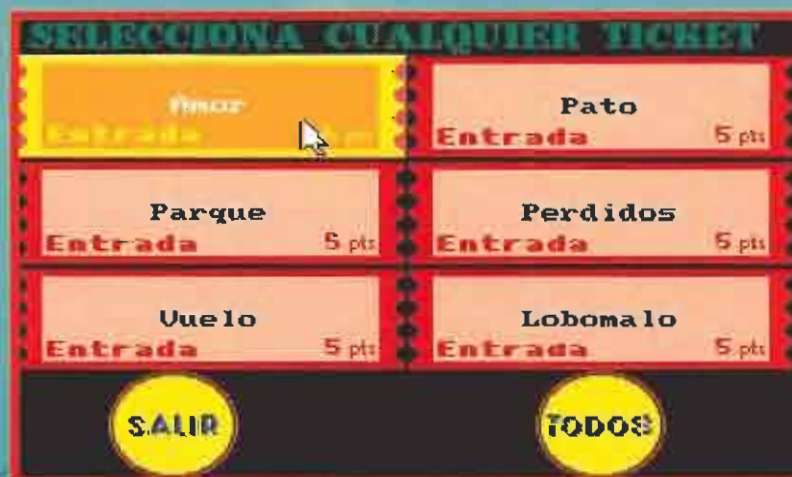 SELECCIONA CUALQUIER TICKET
Amor
Entrada
Pato
Entrada 5 pts
Parque
Entrada 5 pts
Perdidos
Entrada 5 pts
Vuelo
Entrada 5 pts
Lobomalo
Entrada 5 pts
SALIR
TODOS